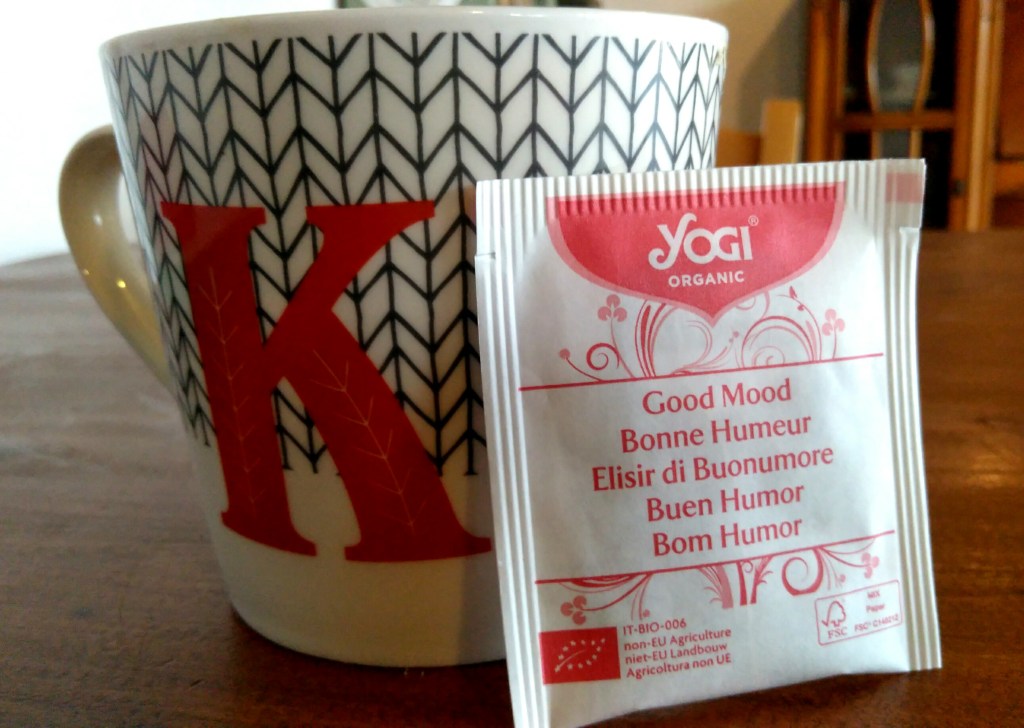 K
YOGI®
ORGANIC
Good Mood
Bonne Humeur
Elisir di Buonumore
Buen Humor
Bom Humor
IT-BIO-006
non-EU Agriculture
niet-EU Landbouw
Agricoltura non UE
FSC
MIX
Paper